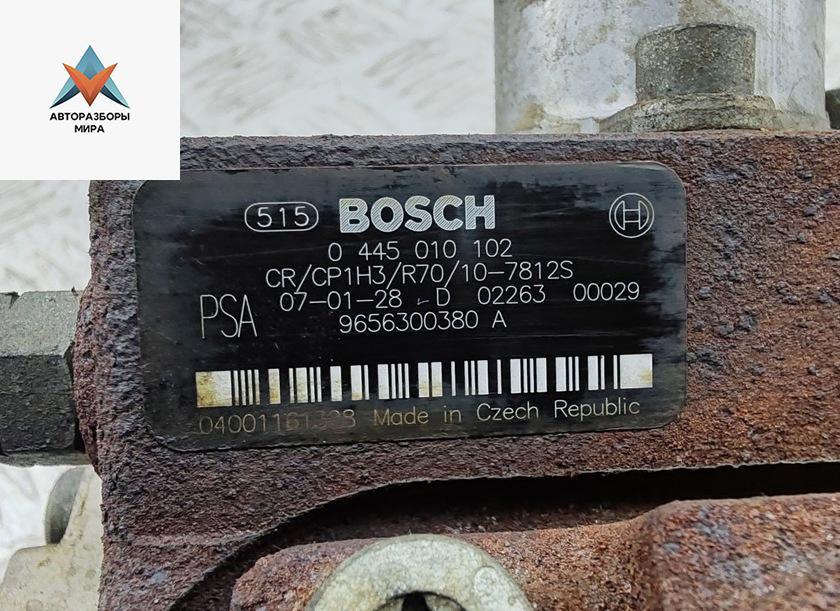 АВТОРАЗБОРЫ
МИРА
515 BOSCH
0 445 010 102
CR/CP1H3/R70/10-7812S
07-01-28 - D 02263 00029
PSA
9656300380 A
Made in Czech Republic